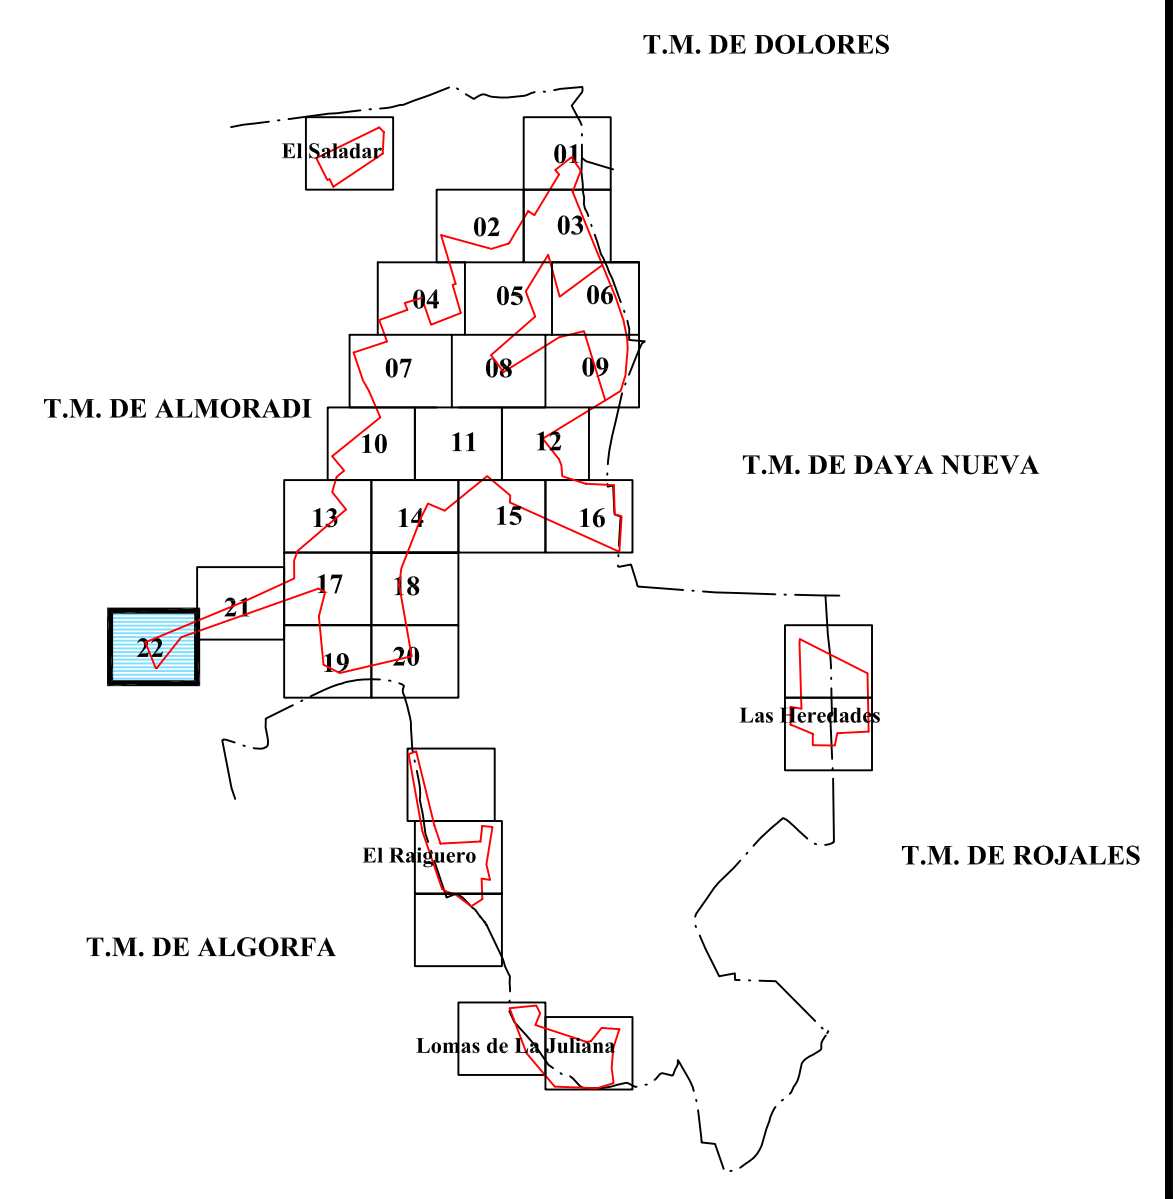 T.M. DE DOLORES
El Saladar
01
02
03
04
05
06
07
08
09
T.M. DE ALMORADI
10
11
12
T.M. DE DAYA NUEVA
13
14
15
16
17
18
21
22
19
20
Las Heredades
El Raiguero
T.M. DE ROJALES
T.M. DE ALGORFA
Lomas de La Juliana